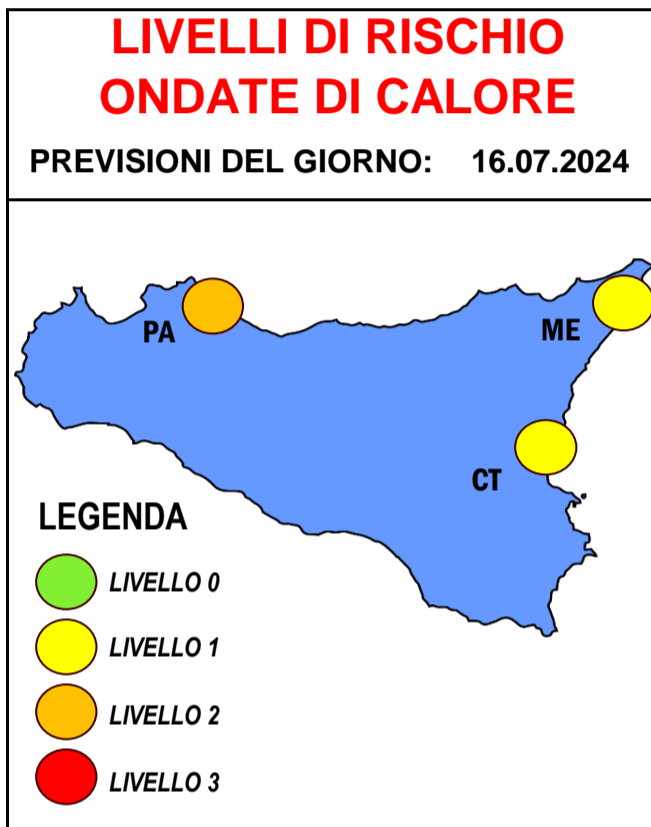 LIVELLI DI RISCHIO
ONDATE DI CALORE
PREVISIONI DEL GIORNO: 16.07.2024
PA
ME
CT
LEGENDA
LIVELLO 0
LIVELLO 1
LIVELLO 2
LIVELLO 3